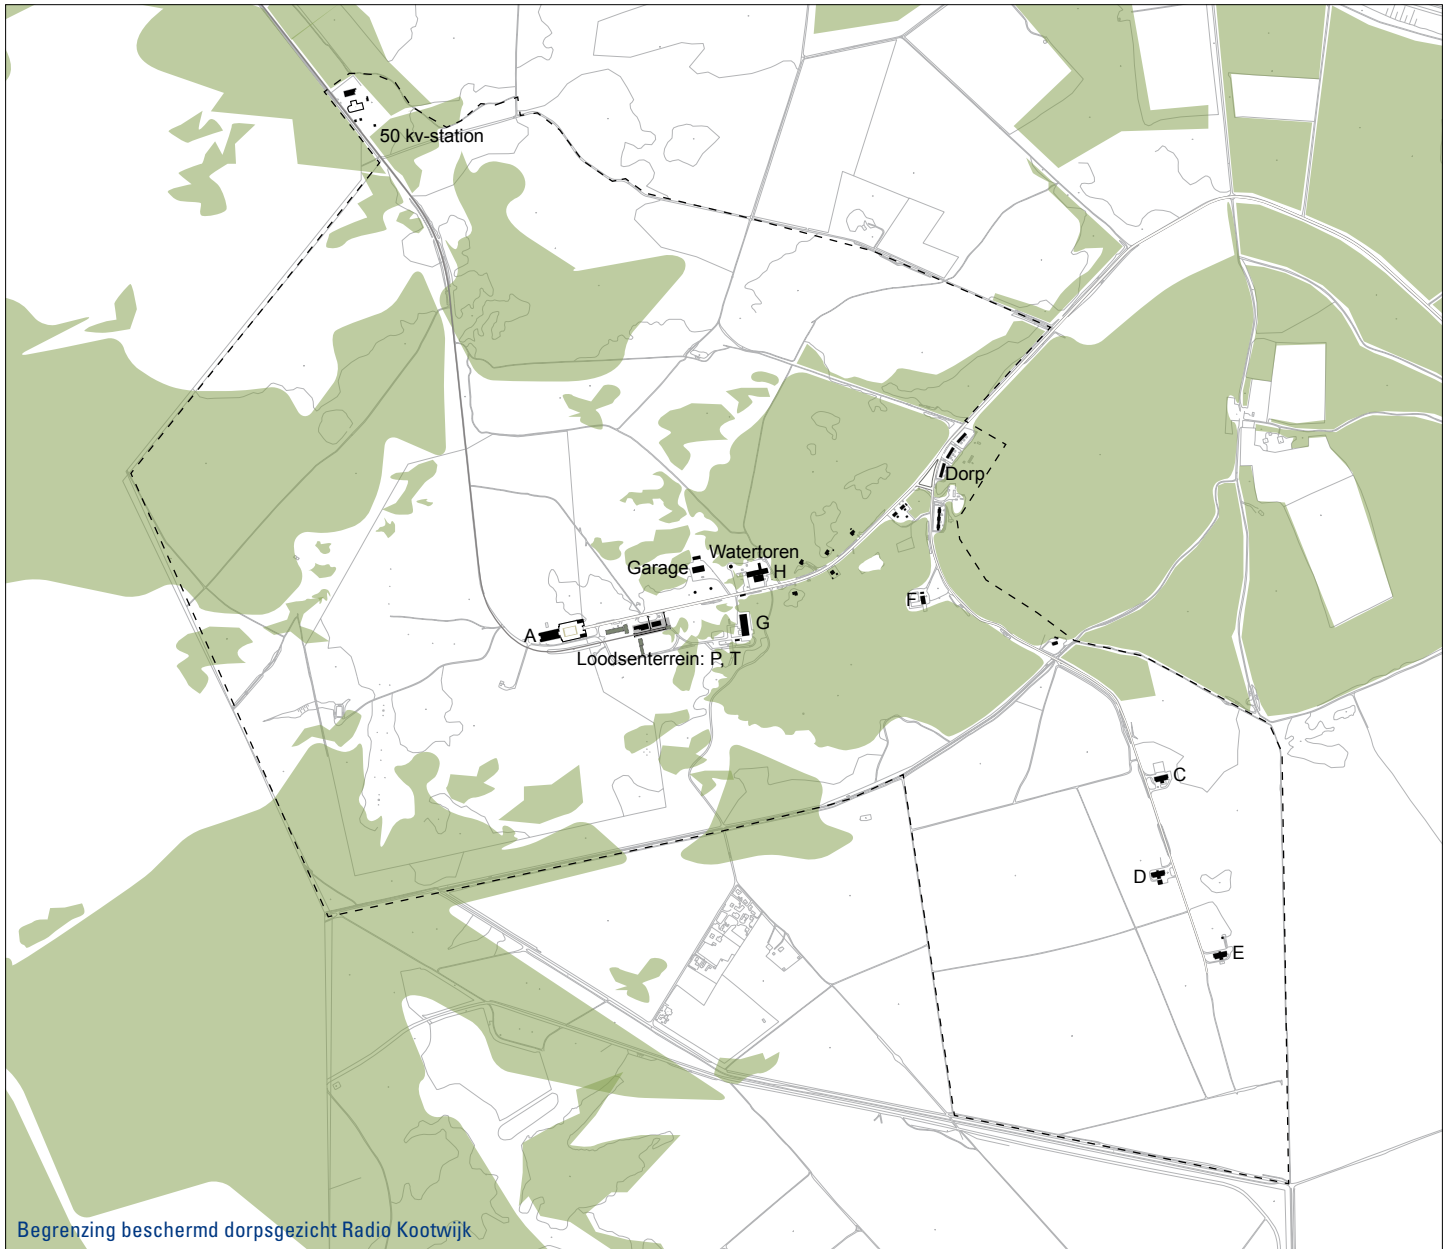 50 kv-station
Dorp
Watertoren
Garage
H
F
A
G
Loodsenterrein: P, T
C
D
E
Begrenzing beschermd dorpsgezicht Radio Kootwijk